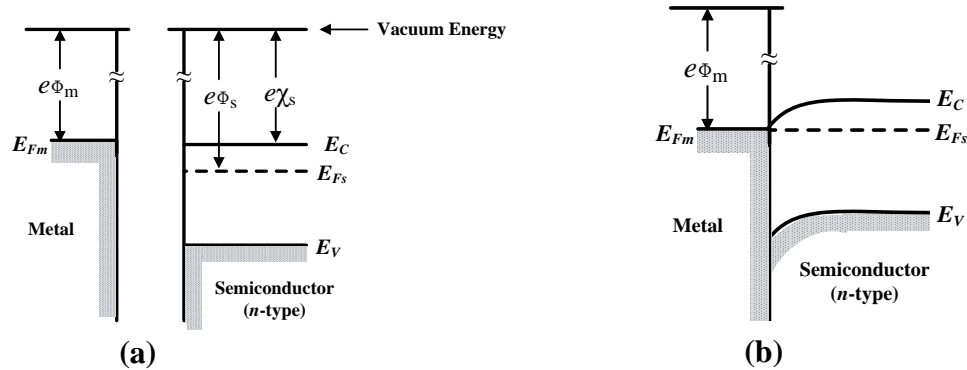 Vacuum Energy
eΦm
eΦs
eχs
EFm
EC
EFs
Metal
EV
Semiconductor
(n-type)
(a)
eΦm
EC
EFm
EFs
EV
Metal
Semiconductor
(n-type)
(b)